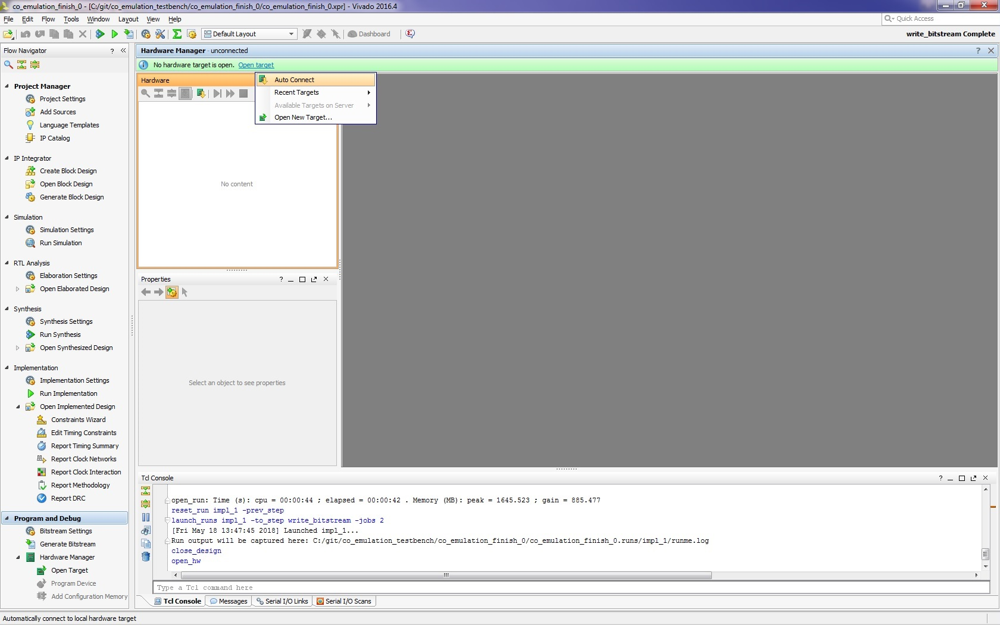 co_emulation_finish_0 - [C:/git/co_emulation_testbench/co_emulation_finish_0/co_emulation_finish_0.xpr] - Vivado 2016.4
File Edit Flow Tools Window Layout View Help
Quick Access
Default Layout
Dashboard
write_bitstream Complete
Flow Navigator
Project Manager
Project Settings
Add Sources
Language Templates
IP Catalog
IP Integrator
Create Block Design
Open Block Design
Generate Block Design
Simulation
Simulation Settings
Run Simulation
RTL Analysis
Elaboration Settings
Open Elaborated Design
Synthesis
Synthesis Settings
Run Synthesis
Open Synthesized Design
Implementation
Implementation Settings
Run Implementation
Open Implemented Design
Constraints Wizard
Edit Timing Constraints
Report Timing Summary
Report Clock Networks
Report Clock Interaction
Report Methodology
Report DRC
Program and Debug
Bitstream Settings
Generate Bitstream
Hardware Manager
Open Target
Program Device
Add Configuration Memory
Hardware Manager - unconnected
No hardware target is open. Open target
Hardware
Auto Connect
Recent Targets
Available Targets on Server
Open New Target...
No content
Properties
Select an object to see properties
Tcl Console
open_run: Time (s): cpu = 00:00:44 ; elapsed = 00:00:42 . Memory (MB): peak = 1645.523 ; gain = 885.477
reset_run impl_1 -prev_step
launch_runs impl_1 -to_step write_bitstream -jobs 2
[Fri May 18 13:47:45 2018] Launched impl_1...
Run output will be captured here: C:/git/co_emulation_testbench/co_emulation_finish_0/co_emulation_finish_0.runs/impl_1/runme.log
close_design
open_hw
Type a Tcl command here
Tcl Console Messages Serial I/O Links Serial I/O Scans
Automatically connect to local hardware target